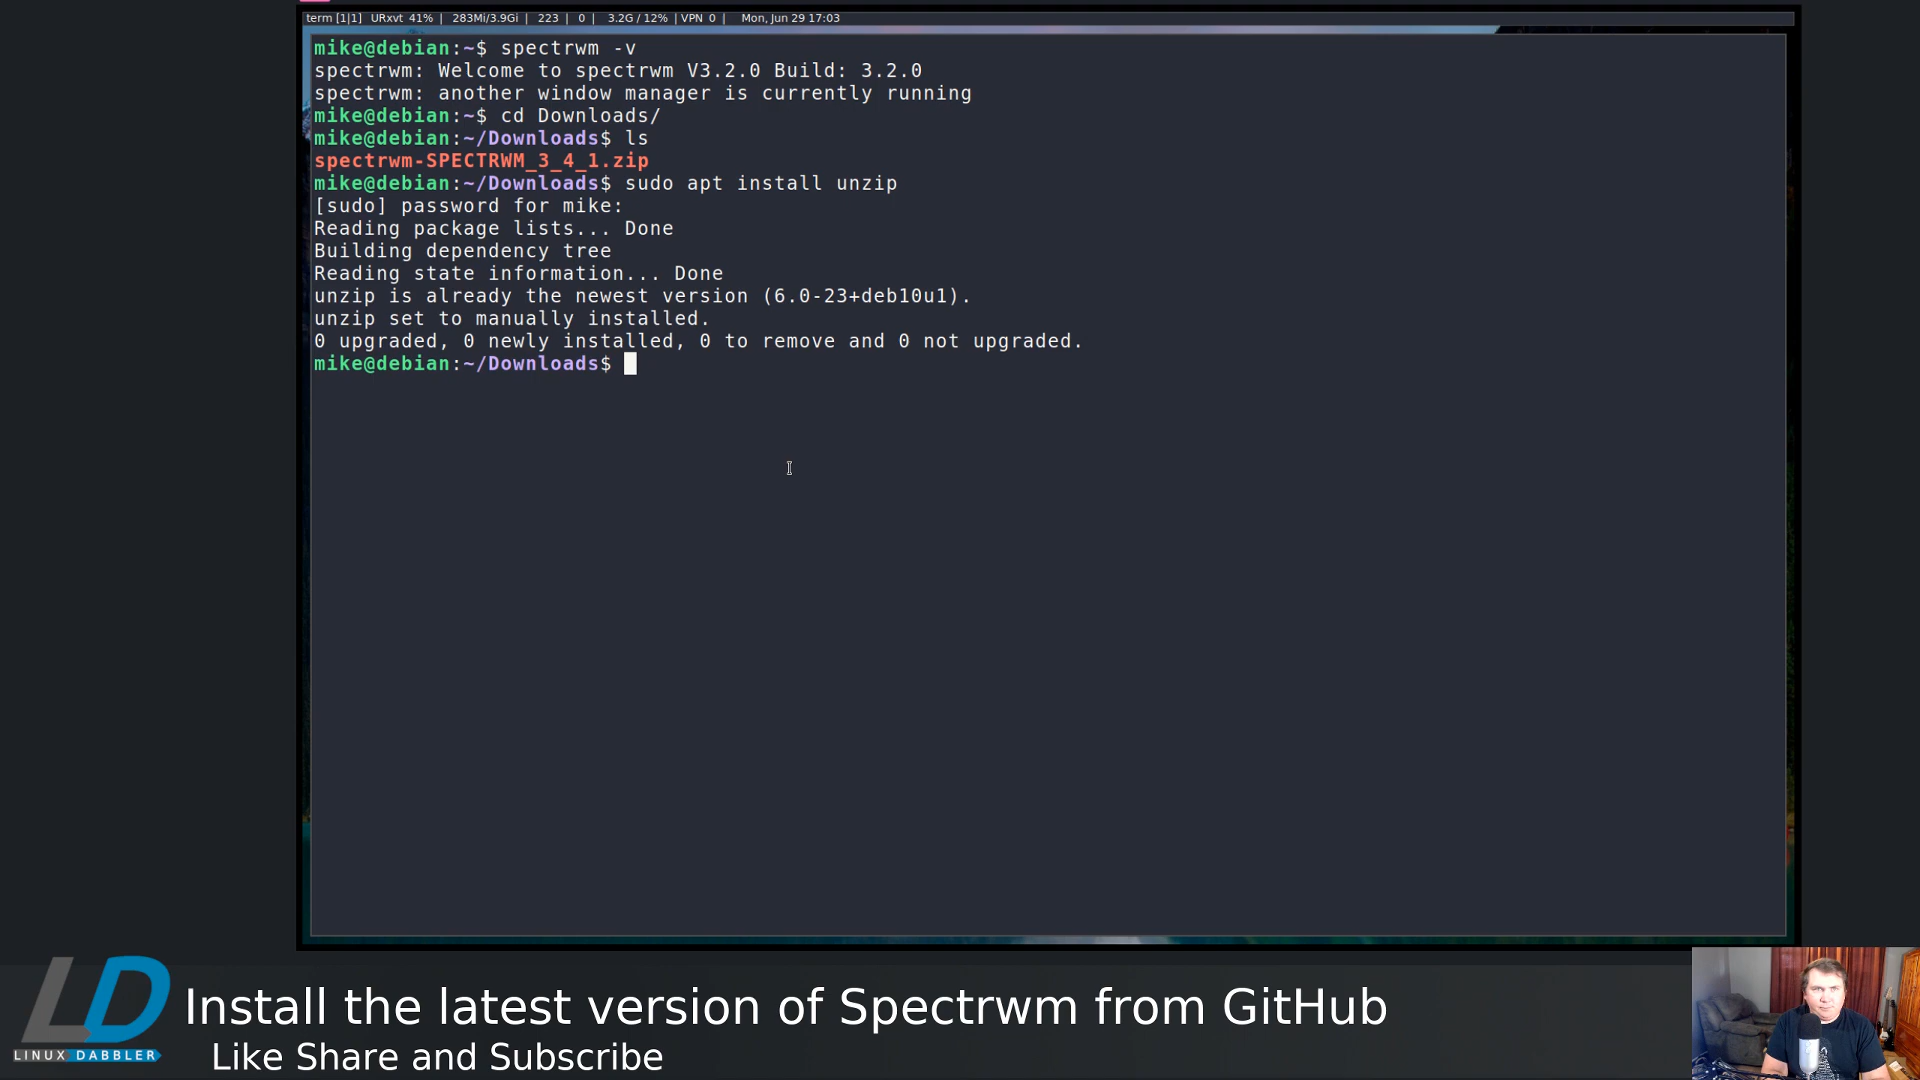 term [1|1]   URxvt  41% |   283Mi/3.9Gi |   223  |   0 |    3.2G / 12%  | VPN  0  |    Mon, Jun 29 17:03
mike@debian:~$ spectrwm -v
spectrwm: Welcome to spectrwm V3.2.0 Build: 3.2.0
spectrwm: another window manager is currently running
mike@debian:~$ cd Downloads/
mike@debian:~/Downloads$ ls
spectrwm-SPECTRWM_3_4_1.zip
mike@debian:~/Downloads$ sudo apt install unzip
[sudo] password for mike:
Reading package lists... Done
Building dependency tree
Reading state information... Done
unzip is already the newest version (6.0-23+deb10u1).
unzip set to manually installed.
0 upgraded, 0 newly installed, 0 to remove and 0 not upgraded.
mike@debian:~/Downloads$
LD
LINUX DABBLER
Install the latest version of Spectrwm from GitHub
Like Share and Subscribe